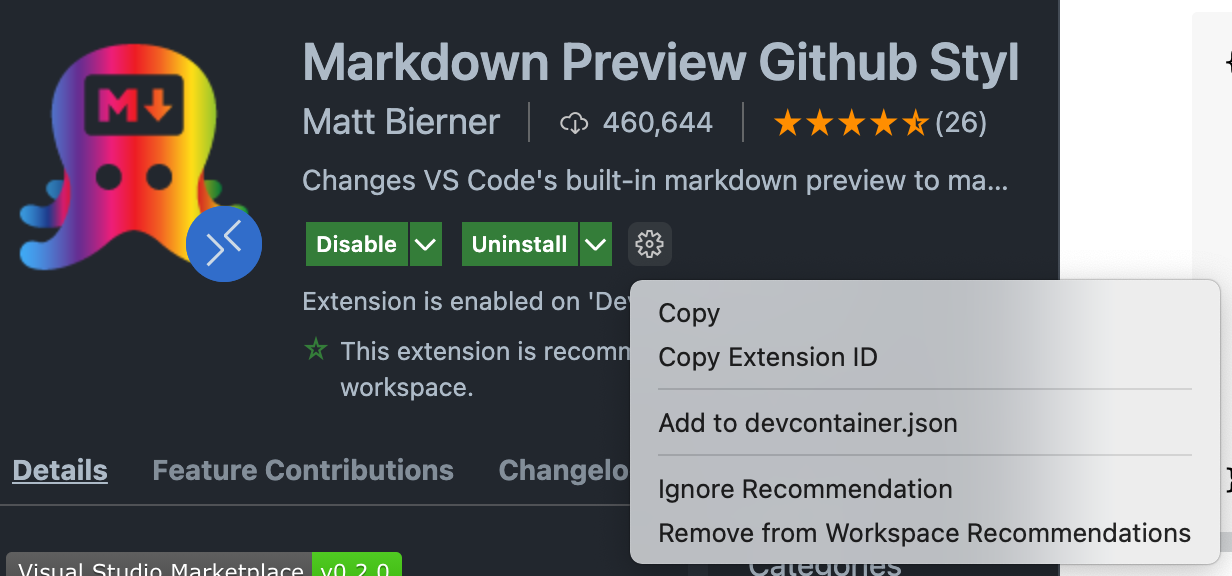 Markdown Preview Github Styl
Matt Bierner 460,644 (26)
Changes VS Code's built-in markdown preview to ma...
Disable Uninstall
Extension is enabled on 'Dev
This extension is recomm
workspace.
Copy
Copy Extension ID
Add to devcontainer.json
Ignore Recommendation
Remove from Workspace Recommendations
Details Feature Contributions Changelo
Visual Studio Marketplace v0.2.0
Categories
M
{
}